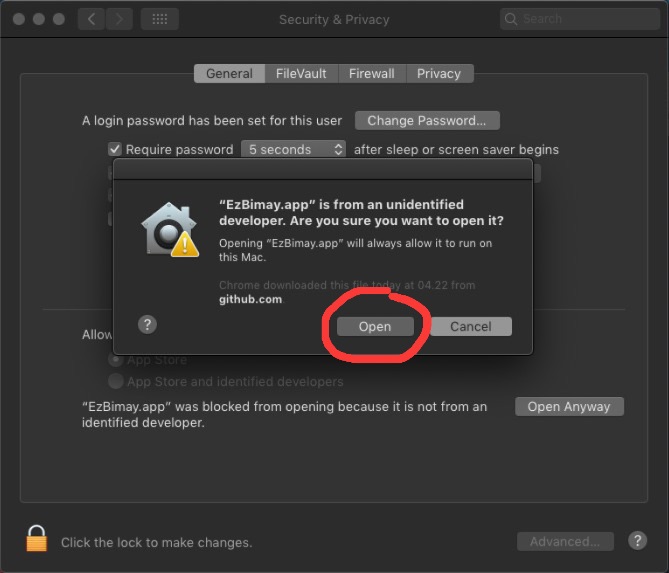 Security & Privacy
Search
General
FileVault
Firewall
Privacy
A login password has been set for this user
Change Password...
Require password 5 seconds after sleep or screen saver begins
“EzBimay.app” is from an unidentified
developer. Are you sure you want to open it?
Opening “EzBimay.app” will always allow it to run on
this Mac.
Chrome downloaded this file today at 04.22 from
github.com
?
Open
Cancel
Allow
App Store
App Store and identified developers
“EzBimay.app” was blocked from opening because it is not from an
identified developer.
Open Anyway
Click the lock to make changes.
Advanced...
?